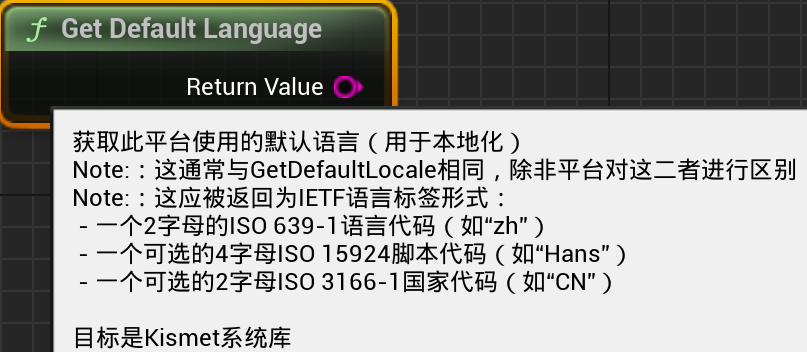 f Get Default Language
Return Value
获取此平台使用的默认语言（用于本地化）
Note:：这通常与GetDefaultLocale相同，除非平台对这二者进行区别
Note:：这应被返回为IETF语言标签形式：
- 一个2字母的ISO 639-1语言代码（如“zh”）
- 一个可选的4字母ISO 15924脚本代码（如“Hans”）
- 一个可选的2字母ISO 3166-1国家代码（如“CN”）
目标是Kismet系统库